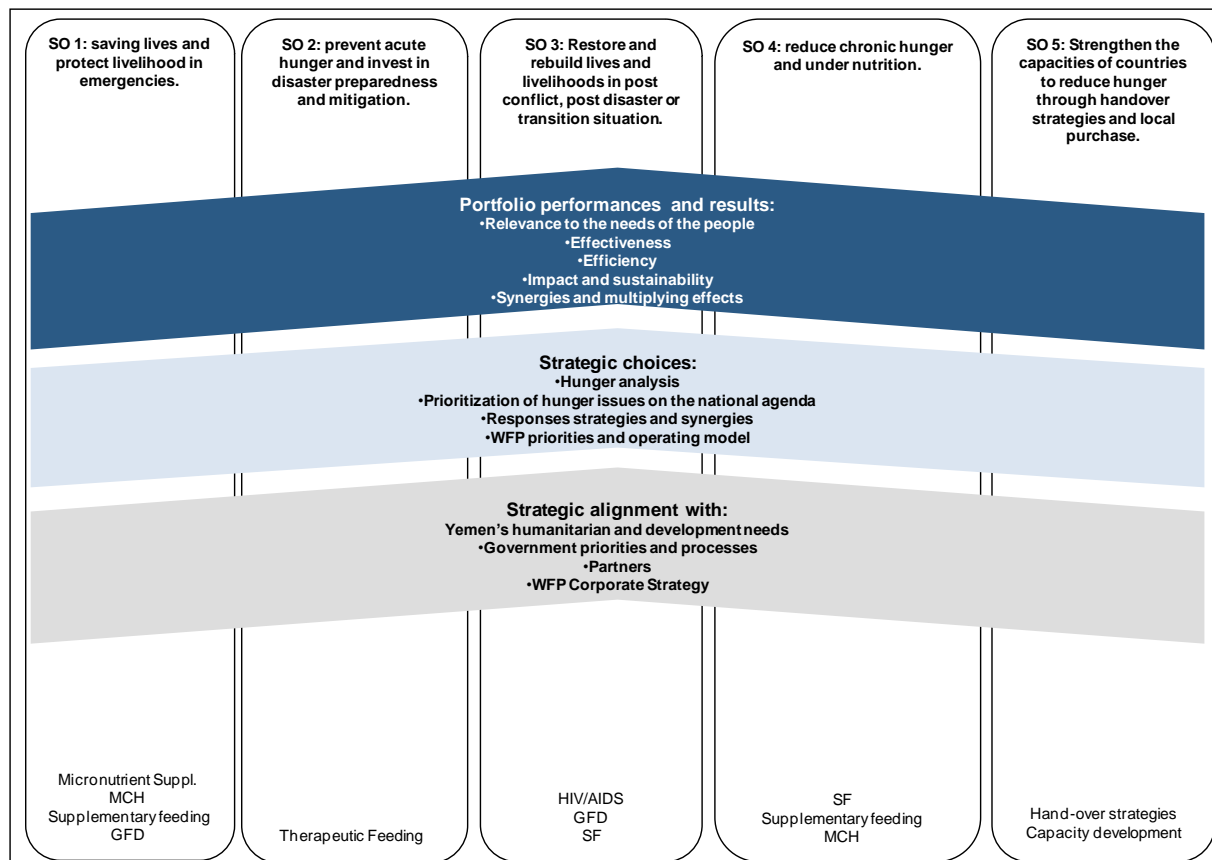 SO 1: saving lives and
protect livelihood in
emergencies.
SO 2: prevent acute
hunger and invest in
disaster preparedness
and mitigation.
SO 3: Restore and
rebuild lives and
livelihoods in post
conflict, post disaster or
transition situation.
SO 4: reduce chronic hunger
and under nutrition.
SO 5: Strengthen the
capacities of countries
to reduce hunger
through handover
strategies and local
purchase.
Portfolio performances and results:
•Relevance to the needs of the people
•Effectiveness
•Efficiency
•Impact and sustainability
•Synergies and multiplying effects
Strategic choices:
•Hunger analysis
•Prioritization of hunger issues on the national agenda
•Responses strategies and synergies
•WFP priorities and operating model
Strategic alignment with:
Yemen's humanitarian and development needs
•Government priorities and processes
•Partners
•WFP Corporate Strategy
Micronutrient Suppl.
MCH
Supplementary feeding
GFD
Therapeutic Feeding
HIV/AIDS
GFD
SF
SF
Supplementary feeding
MCH
Hand-over strategies
Capacity development